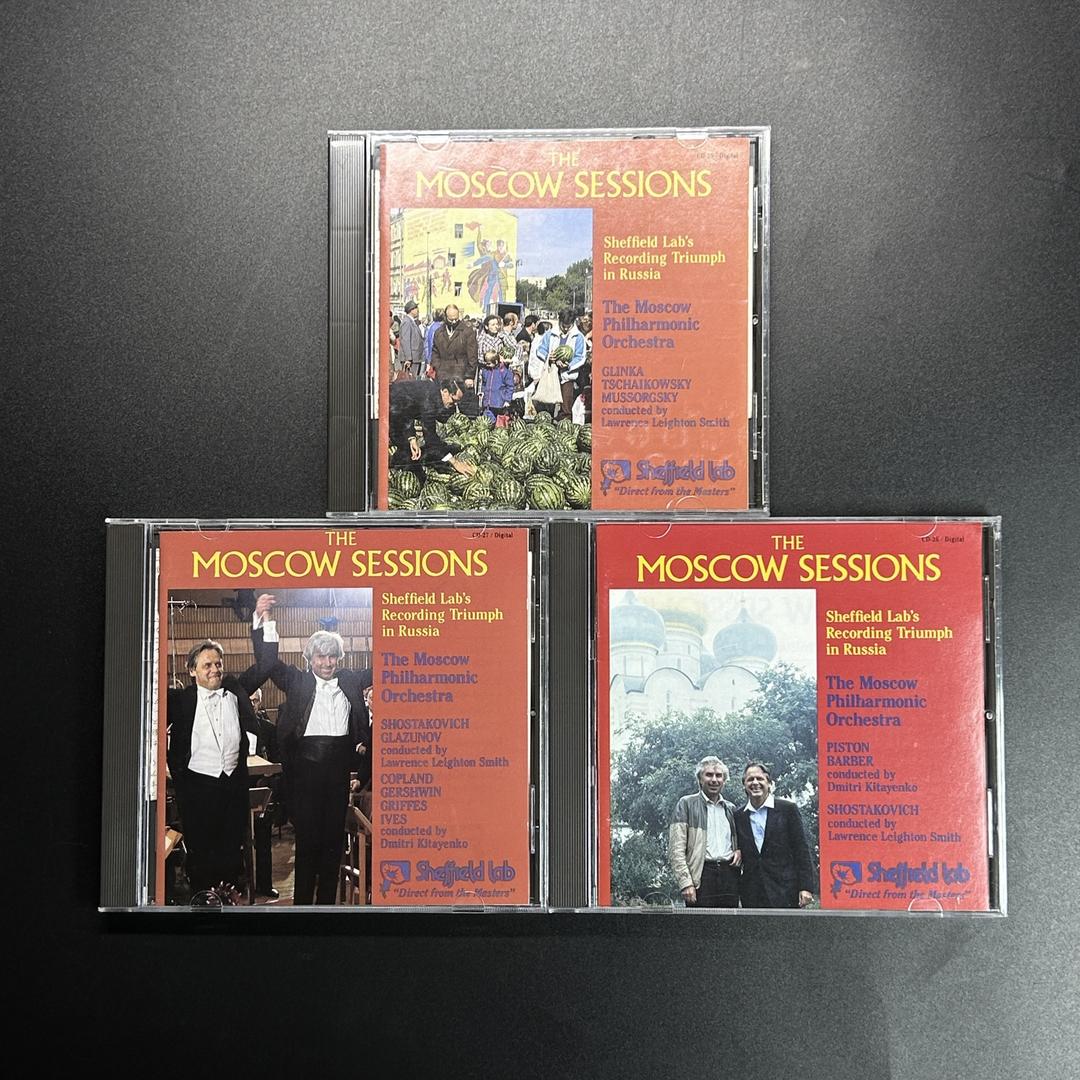 THE
CD-25 / Digital
MOSCOW SESSIONS
Sheffield Lab's
Recording Triumph
in Russia
The Moscow
Philharmonic
Orchestra
GLINKA
TSCHAIKOWSKY
MUSSORGSKY
conducted by
Lawrence Leighton Smith
Sheffield Lab
"Direct from the Masters"
THE
CD-27 / Digital
MOSCOW SESSIONS
Sheffield Lab's
Recording Triumph
in Russia
The Moscow
Philharmonic
Orchestra
SHOSTAKOVICH
GLAZUNOV
conducted by
Lawrence Leighton Smith
COPLAND
GERSHWIN
GRIFFES
IVES
conducted by
Dmitri Kitayenko
Sheffield Lab
"Direct from the Masters"
THE
CD-26 / Digital
MOSCOW SESSIONS
Sheffield Lab's
Recording Triumph
in Russia
The Moscow
Philharmonic
Orchestra
PISTON
BARBER
conducted by
Dmitri Kitayenko
SHOSTAKOVICH
conducted by
Lawrence Leighton Smith
Sheffield Lab
"Direct from the Masters"